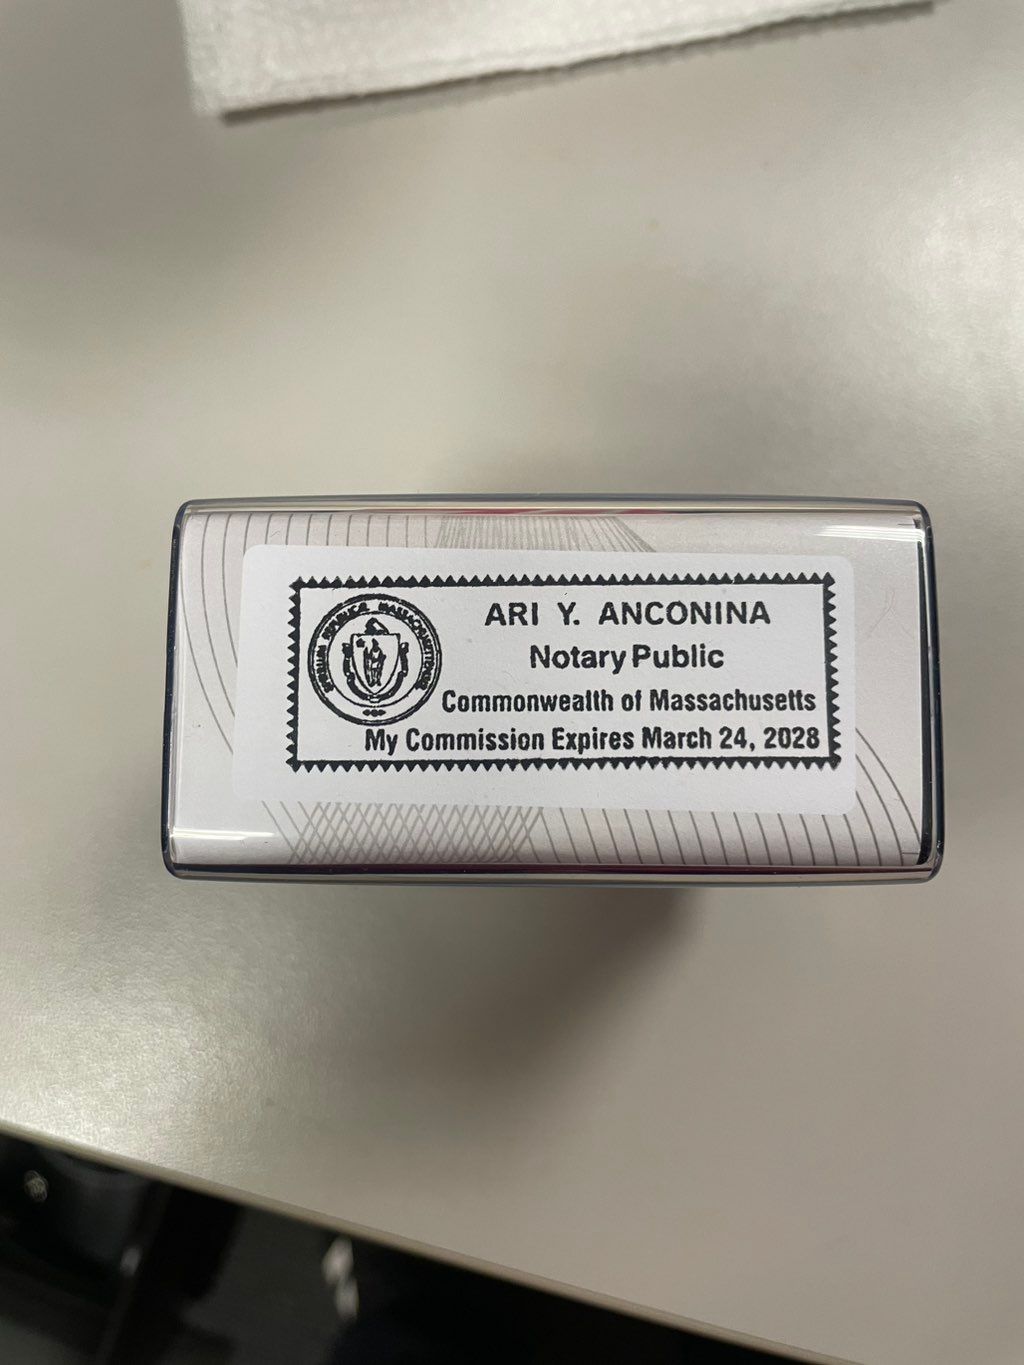 ARI Y. ANCONINA
Notary Public
Commonwealth of Massachusetts
My Commission Expires March 24, 2028